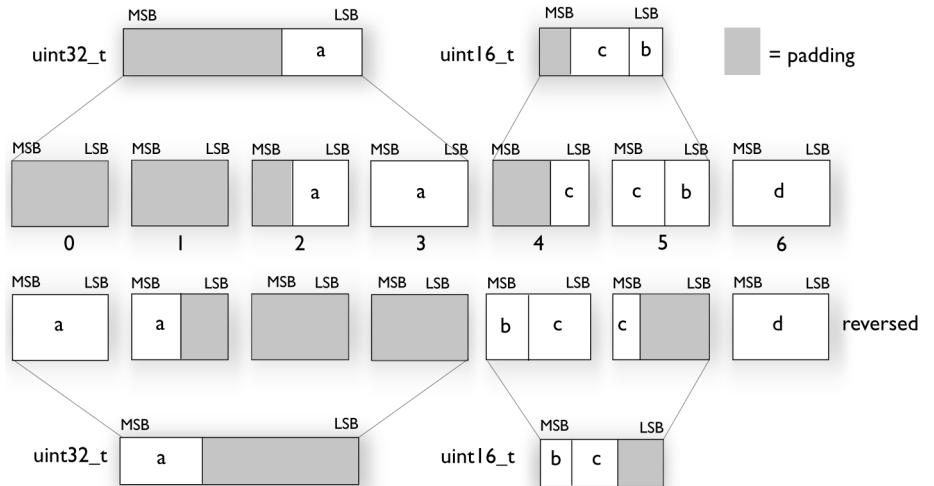 MSB LSB MSB LSB
uint32_t a uint16_t c b = padding
MSB LSB MSB LSB MSB LSB MSB LSB MSB LSB MSB LSB MSB LSB
a a c c b d
0 1 2 3 4 5 6
MSB LSB MSB LSB MSB LSB MSB LSB MSB LSB MSB LSB MSB LSB
a a b c c d reversed
MSB LSB MSB LSB
uint32_t a uint16_t b c